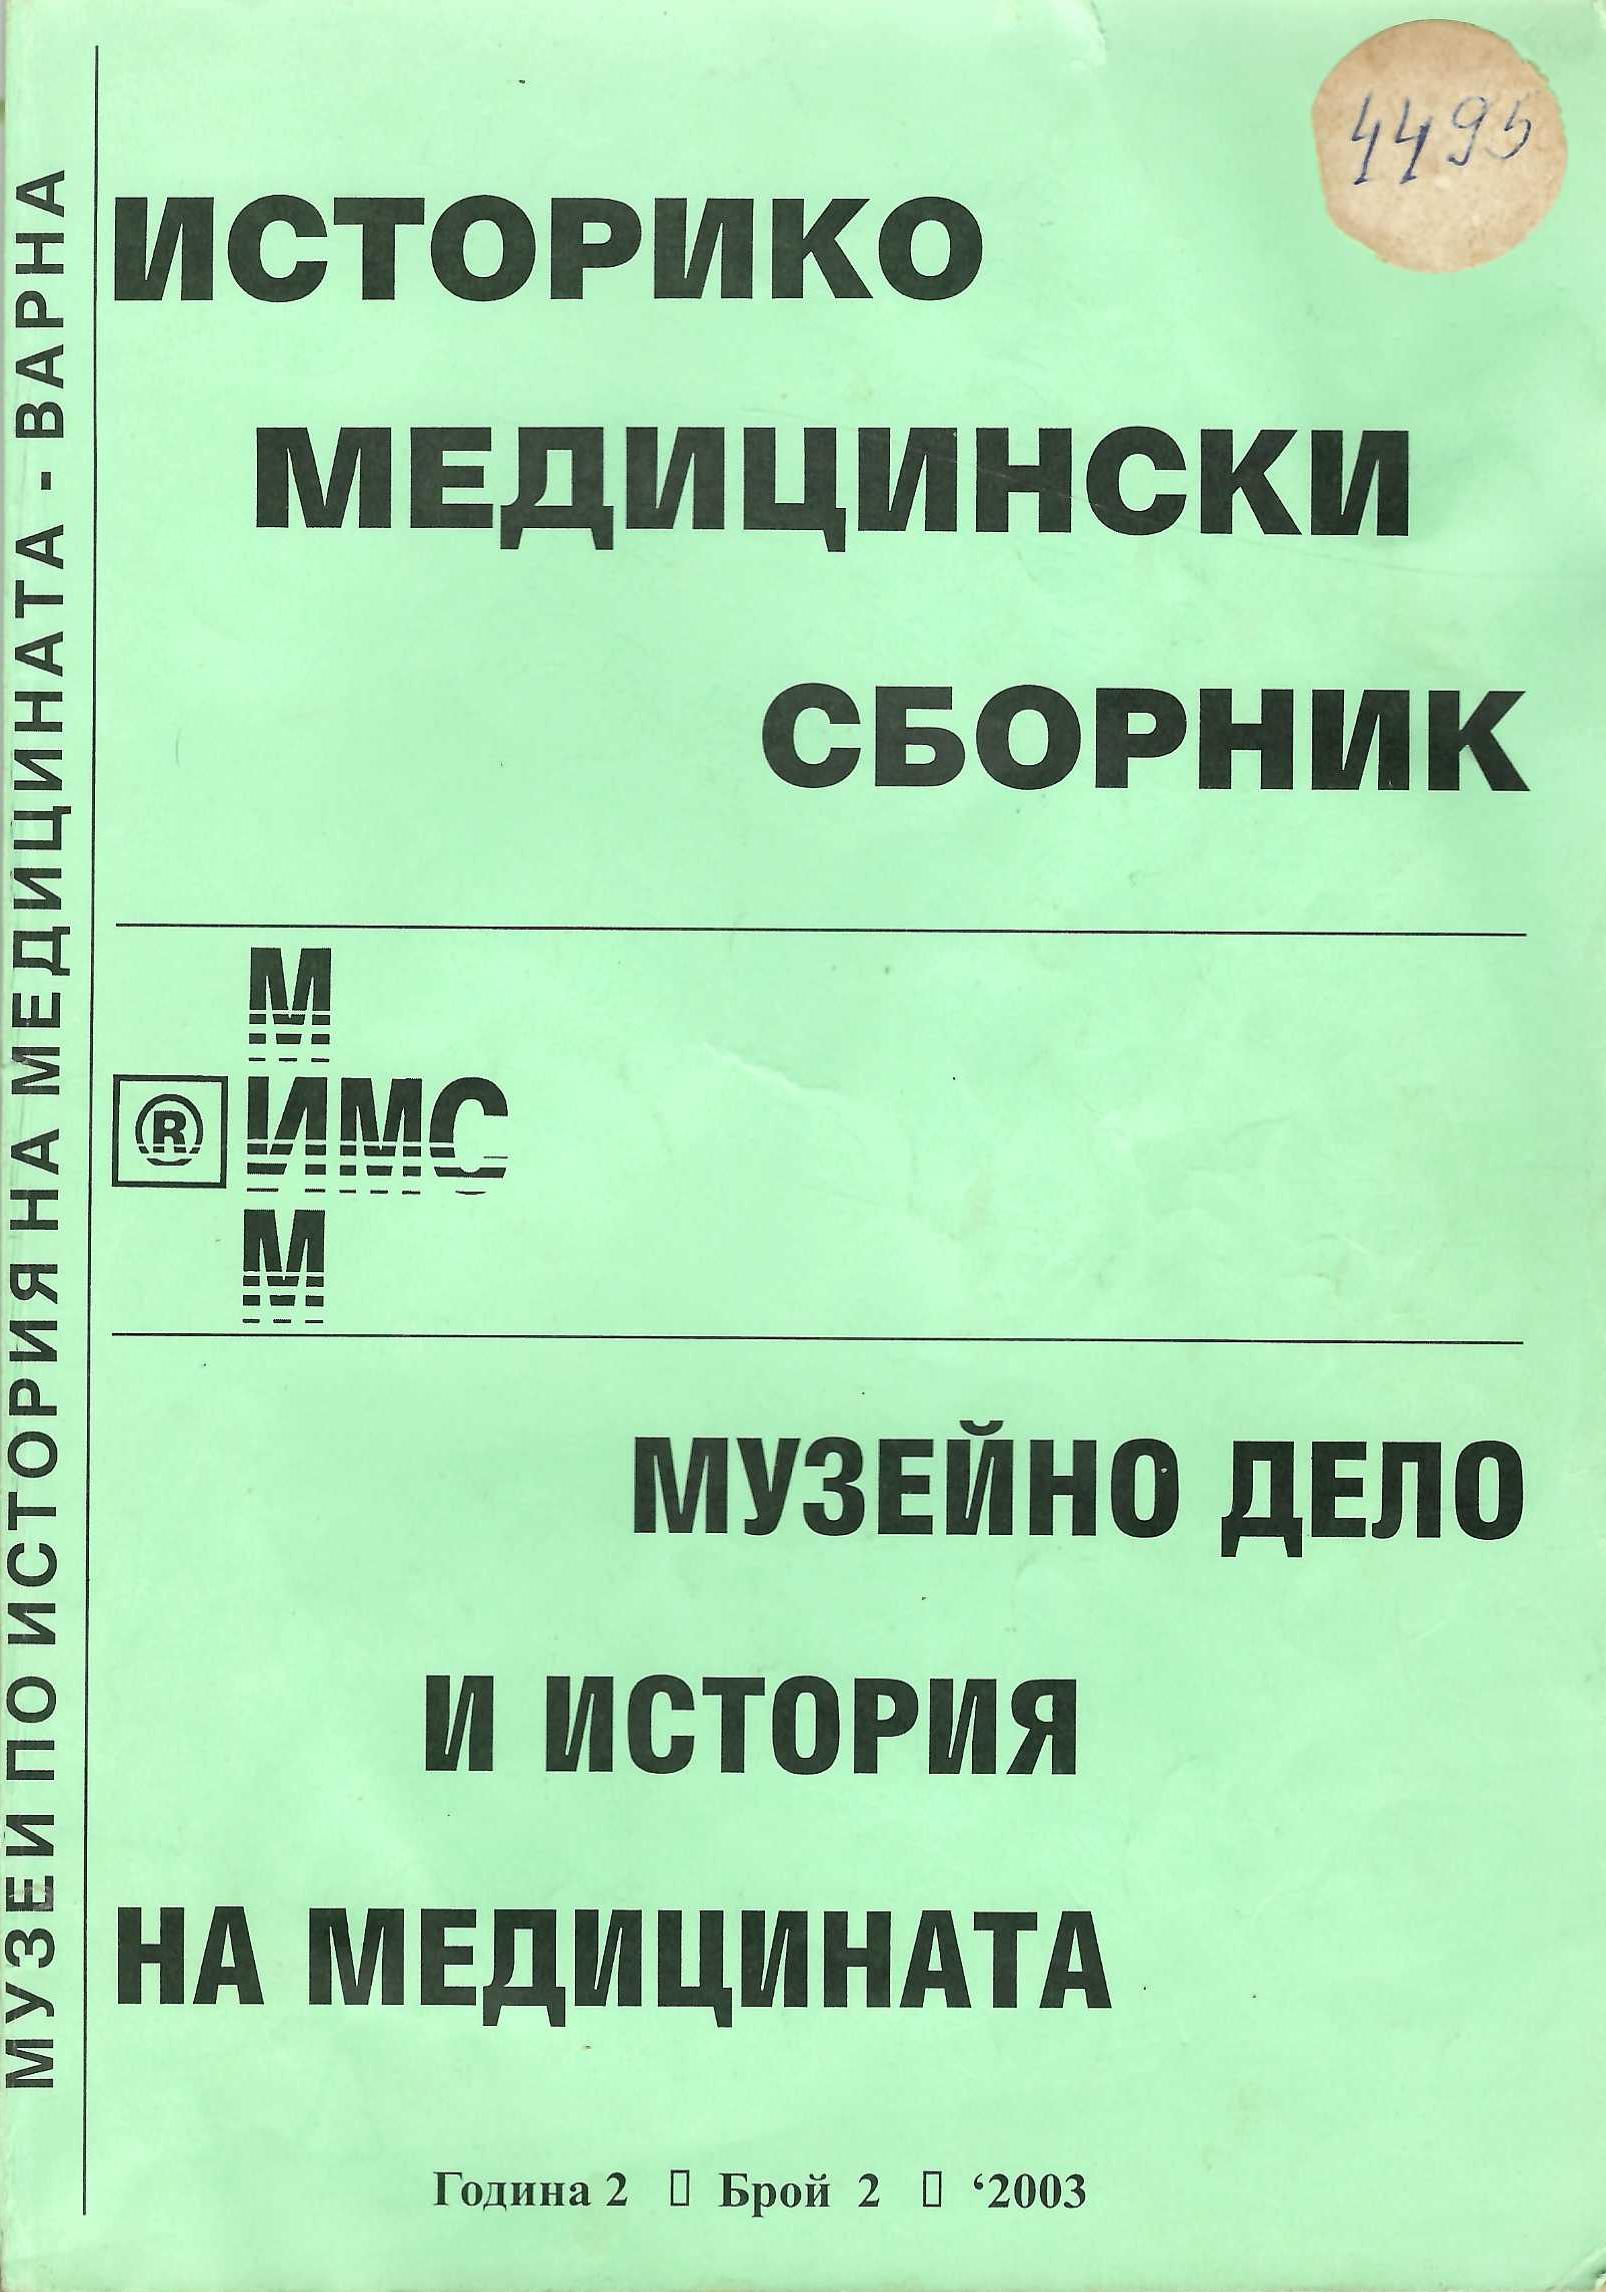 4495
МУЗЕЙ ПО ИСТОРИЯ НА МЕДИЦИНАТА - ВАРНА
ИСТОРИКО
МЕДИЦИНСКИ
СБОРНИК
М
® ИМС
М
МУЗЕЙНО ДЕЛО
И ИСТОРИЯ
НА МЕДИЦИНАТА
Година 2 ▯ Брой 2 ▯ ‘2003